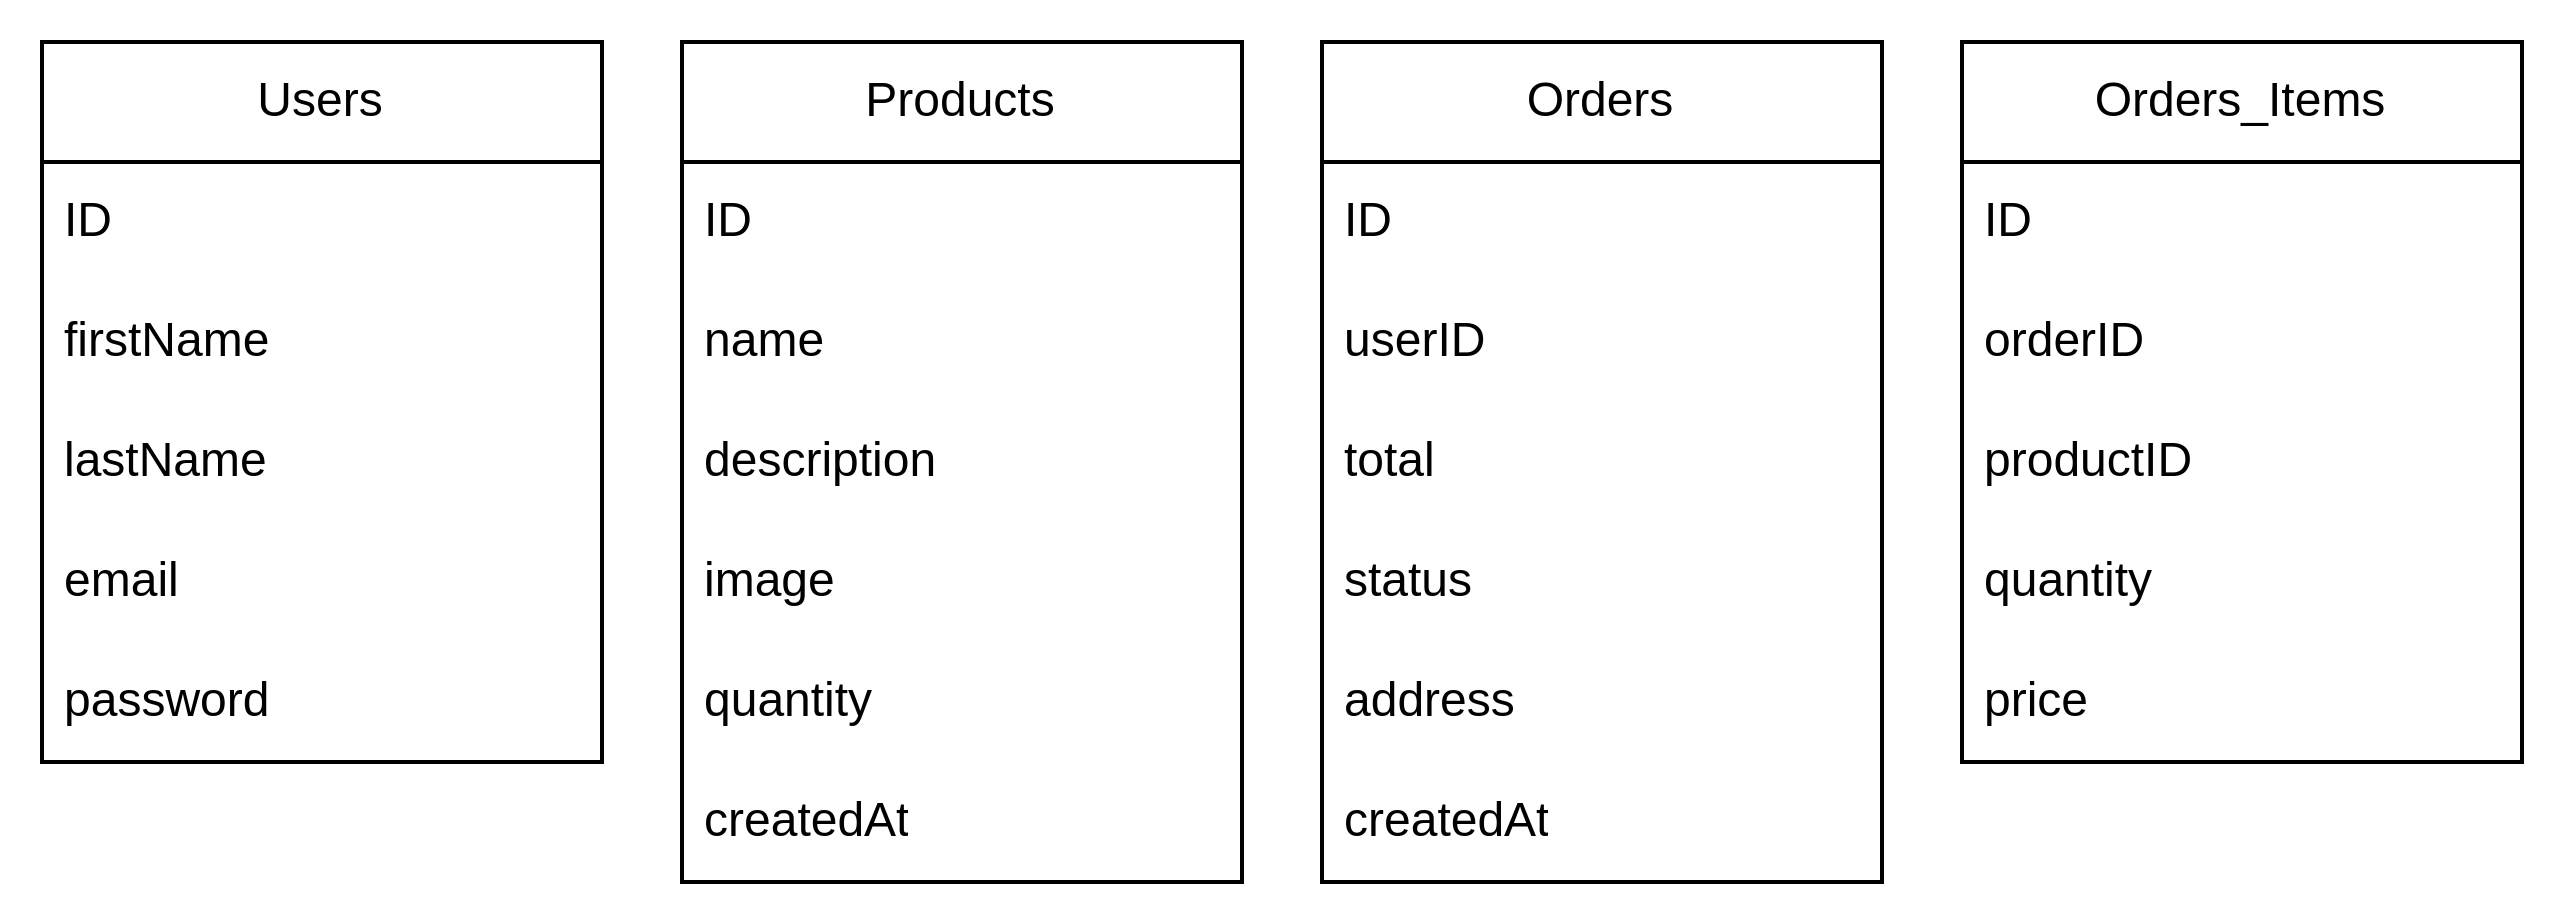 Users
ID
firstName
lastName
email
password
Products
ID
name
description
image
quantity
createdAt
Orders
ID
userID
total
status
address
createdAt
Orders_Items
ID
orderID
productID
quantity
price